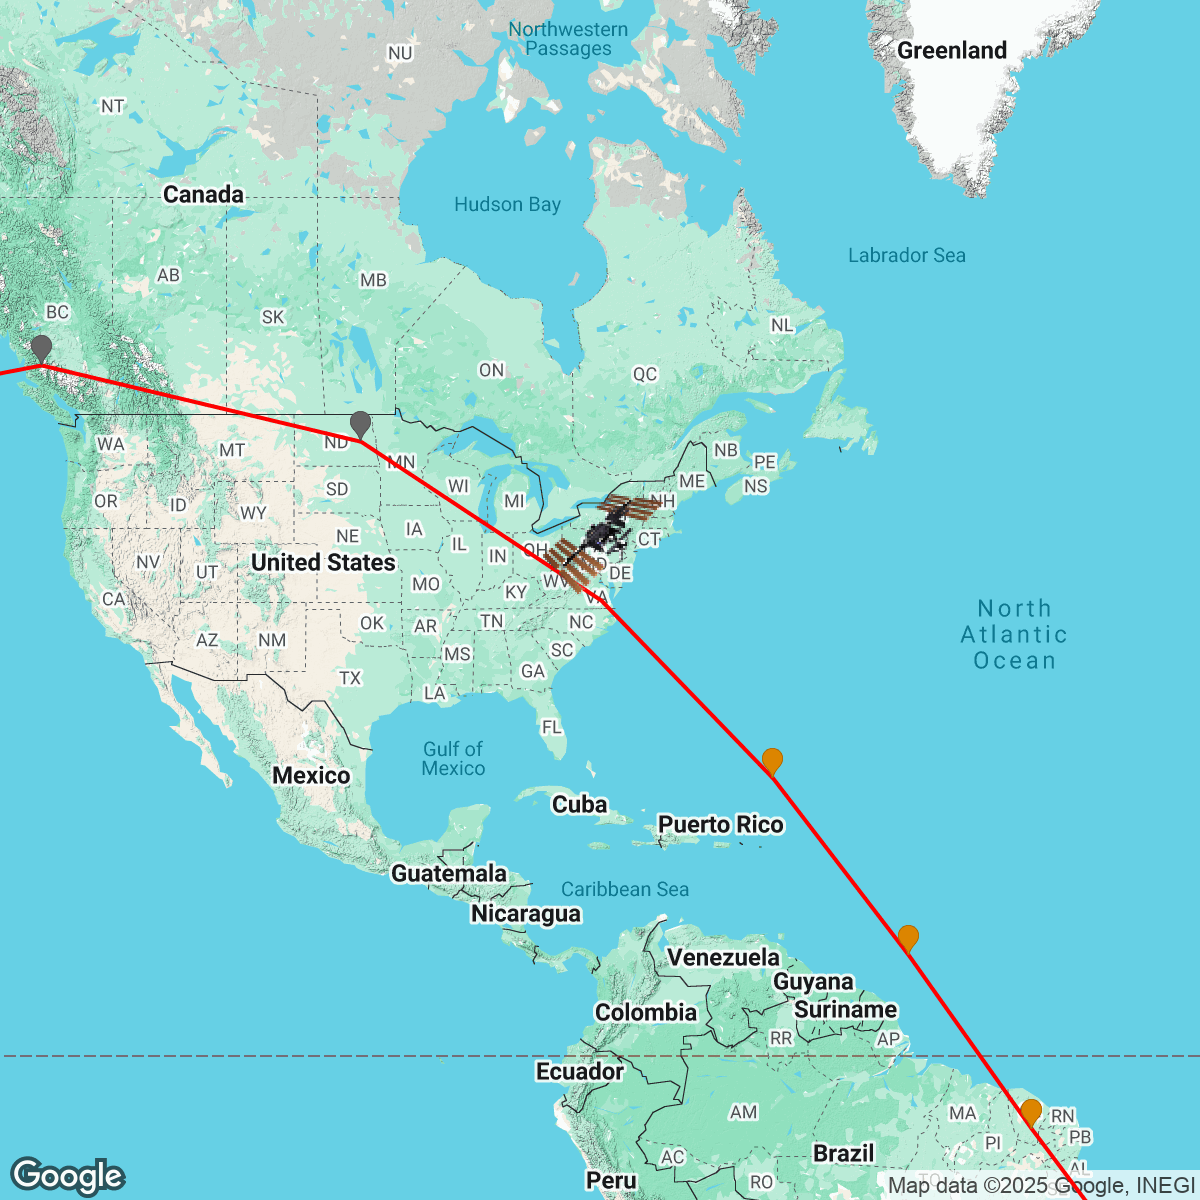 Northwestern
Passages
Greenland
NU
NT
Canada
Hudson Bay
Labrador Sea
AB
MB
BC
SK
NL
ON
QC
WA
ND
MT
MN
NB
PE
ME
NS
OR
ID
SD
WI
MI
NH
WY
IA
NE
IL
OH
CT
NV
UT
United States
IN
DE
CA
MO
KY
WV
VA
North
Atlantic
Ocean
AZ
NM
OK
AR
TN
NC
MS
SC
GA
TX
LA
FL
Gulf of
Mexico
Mexico
Cuba
Puerto Rico
Guatemala
Caribbean Sea
Nicaragua
Venezuela
Guyana
Suriname
Colombia
RR
AP
Ecuador
AM
MA
RN
PI
PB
Brazil
AC
AL
Peru
RO
TO
Google
Map data ©2025 Google, INEGI